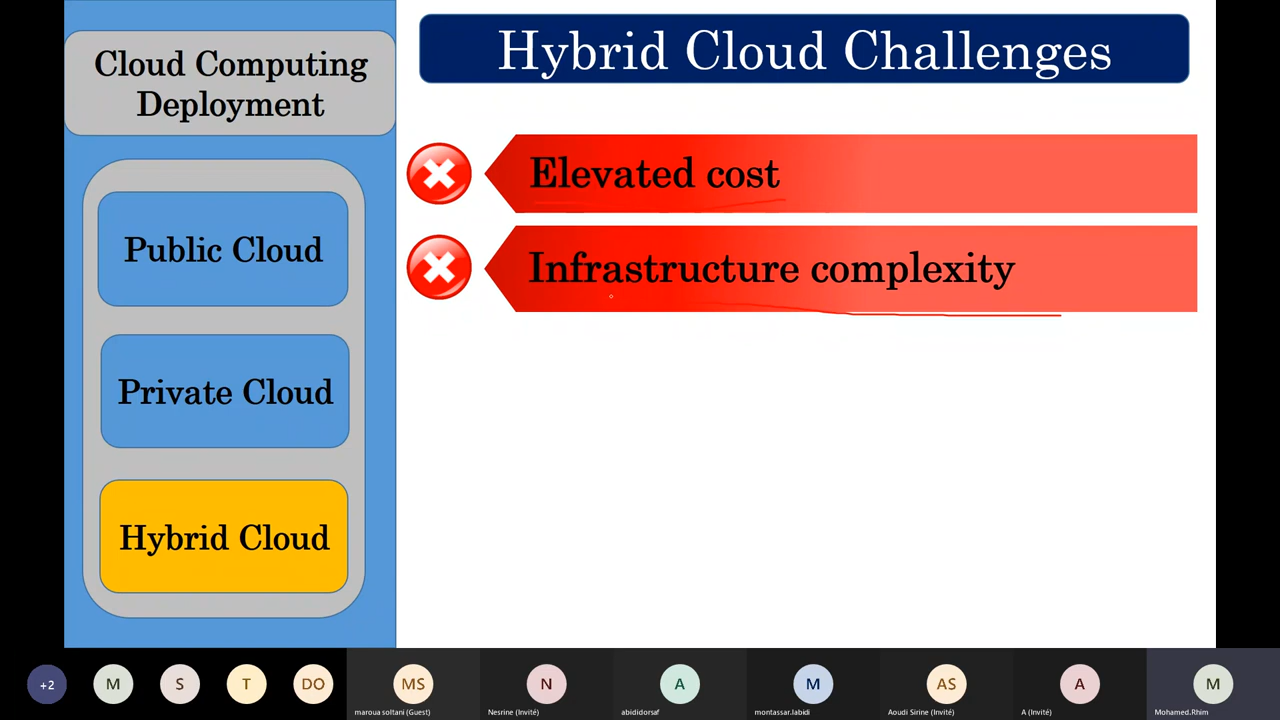 Cloud Computing
Deployment
Public Cloud
Private Cloud
Hybrid Cloud
Hybrid Cloud Challenges
Elevated cost
Infrastructure complexity
+2
M
S
T
DO
MS
maroua soltani (Guest)
N
Nesrine (Invité)
A
abididorsaf
M
montassar.labidi
AS
Aoudi Sirine (Invité)
A
A (Invité)
M
Mohamed.Rhim